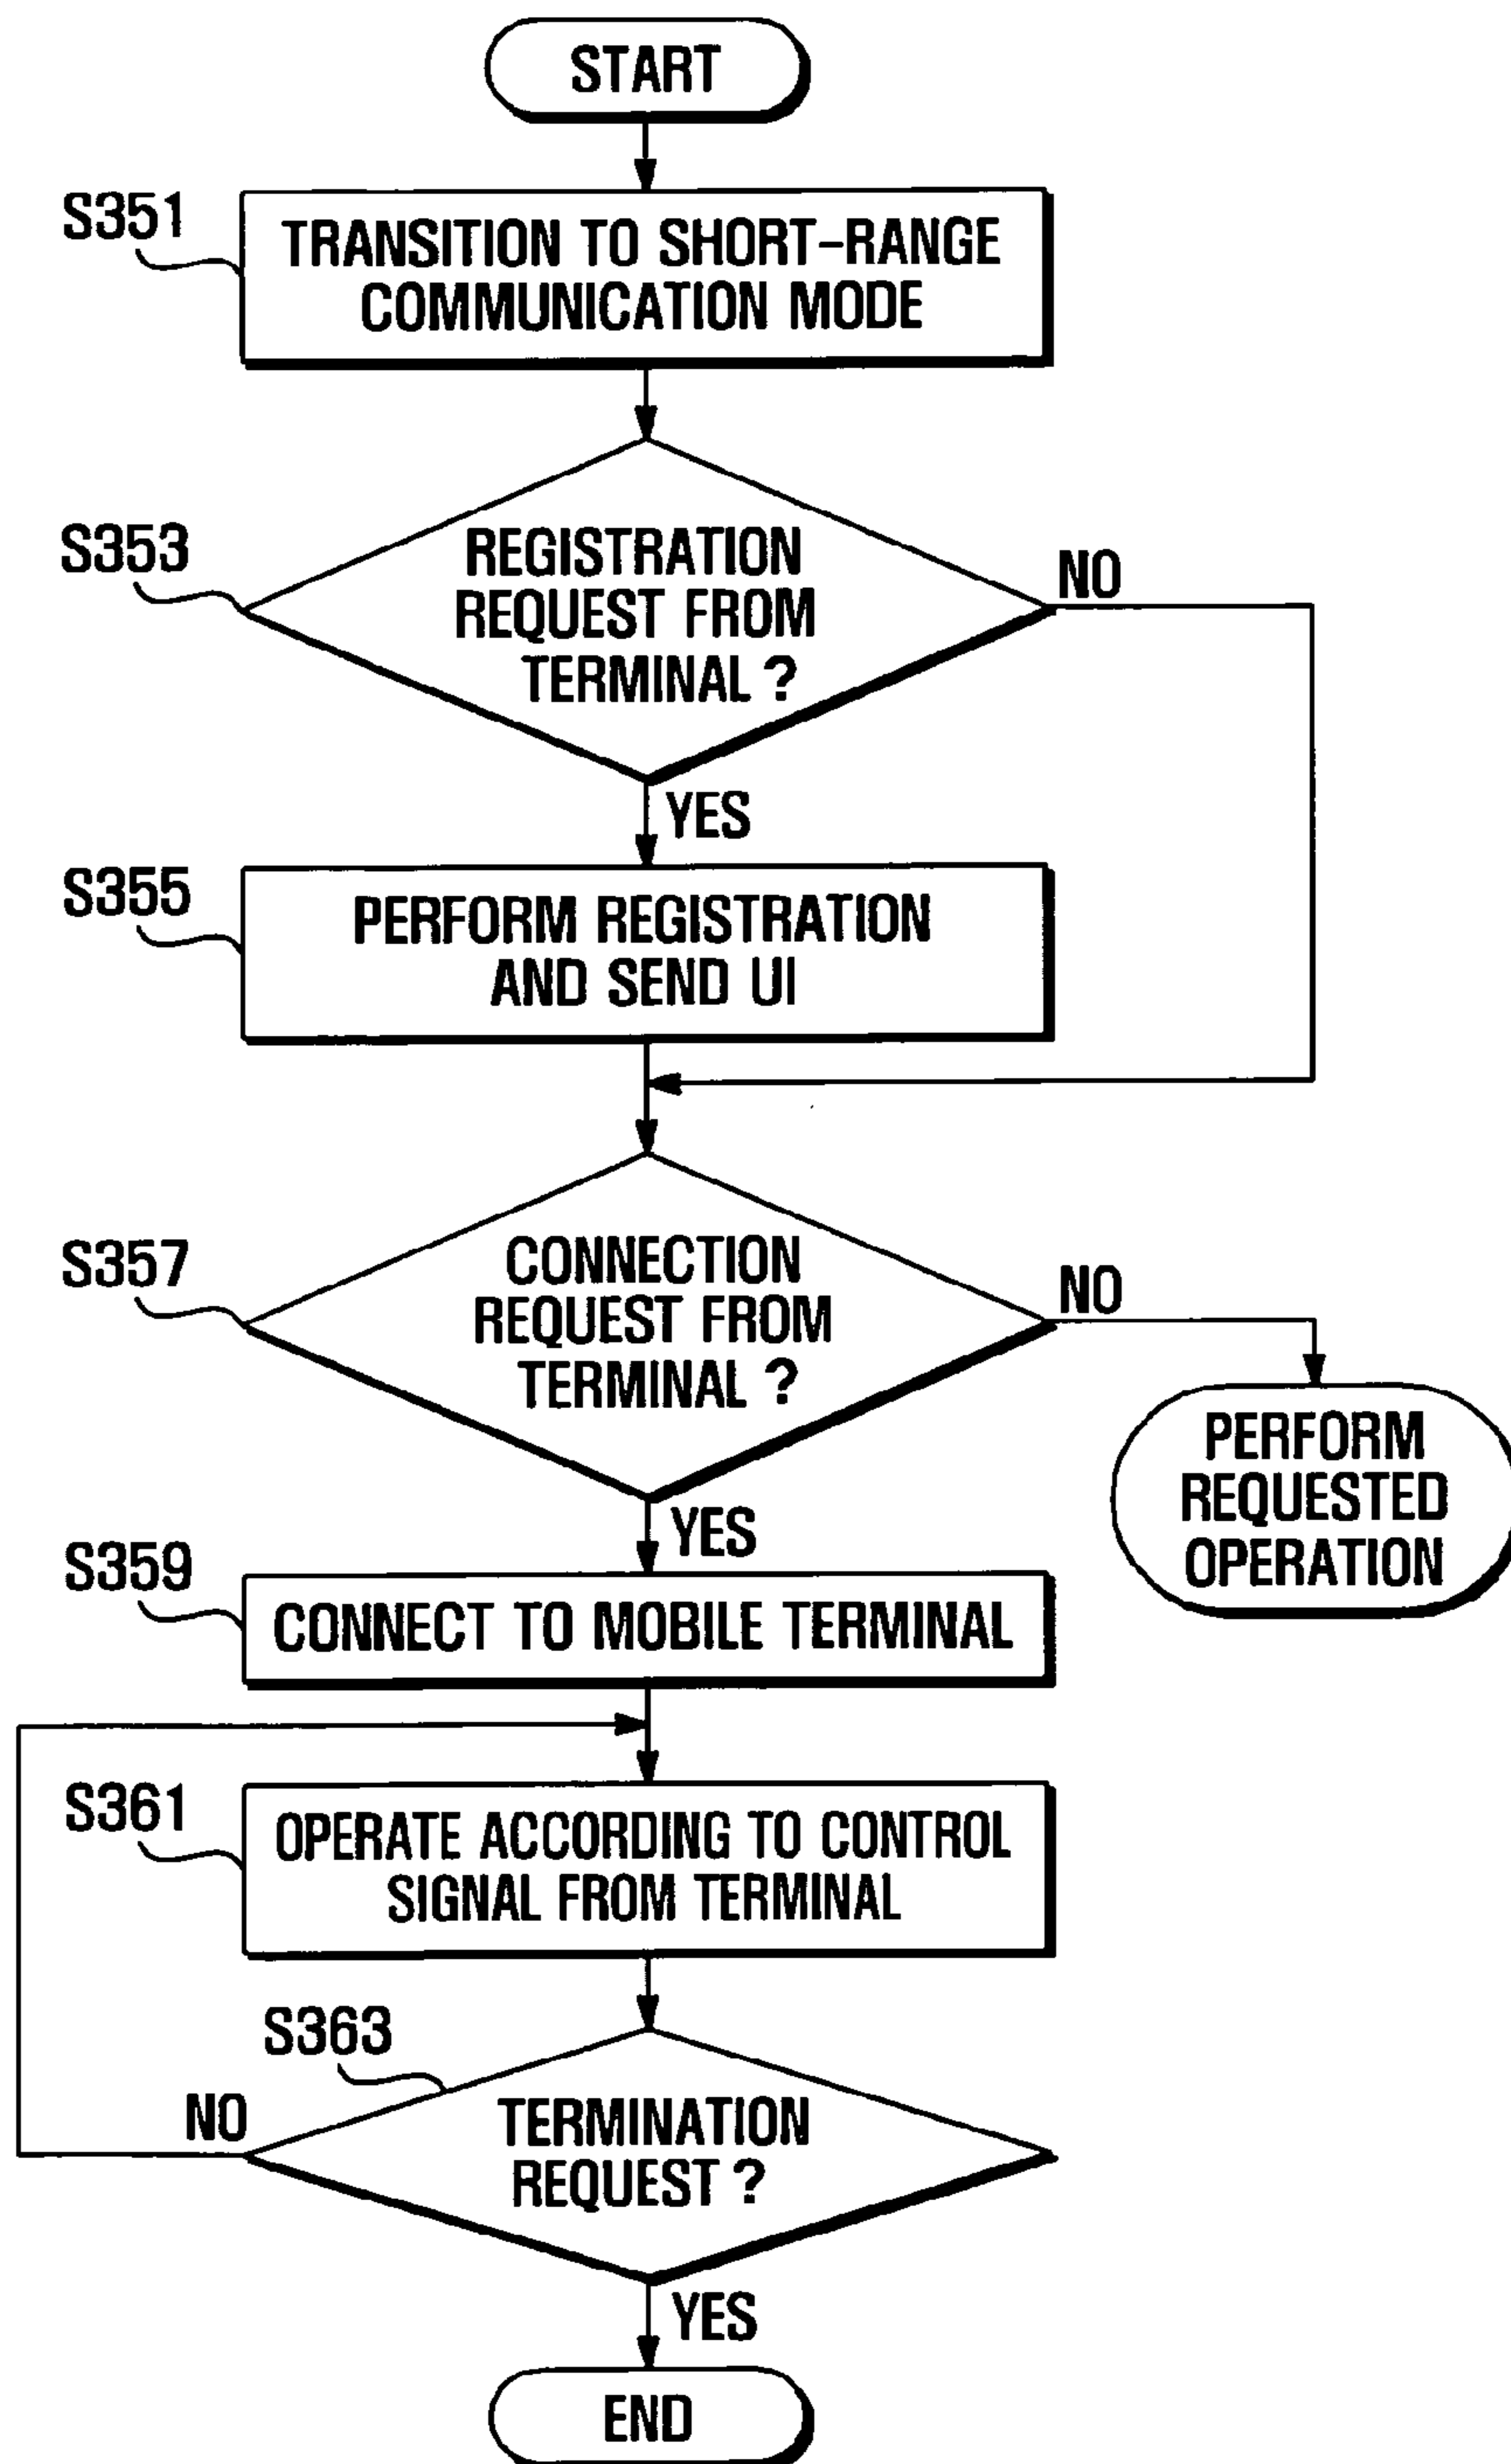 START
S351
TRANSITION TO SHORT-RANGE
COMMUNICATION MODE
S353
REGISTRATION
REQUEST FROM
TERMINAL ?
NO
YES
S355
PERFORM REGISTRATION
AND SEND UI
S357
CONNECTION
REQUEST FROM
TERMINAL ?
NO
PERFORM
REQUESTED
OPERATION
YES
S359
CONNECT TO MOBILE TERMINAL
S361
OPERATE ACCORDING TO CONTROL
SIGNAL FROM TERMINAL
S363
NO
TERMINATION
REQUEST ?
YES
END